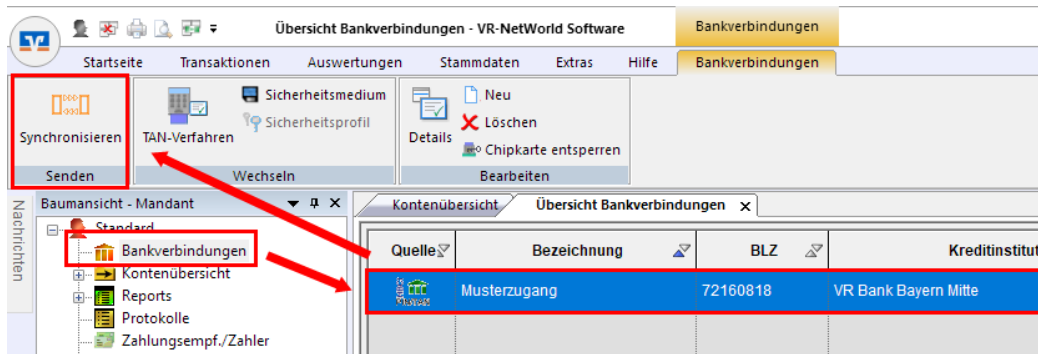 Übersicht Bankverbindungen - VR-NetWorld Software
Bankverbindungen
Startseite Transaktionen Auswertungen Stammdaten Extras Hilfe Bankverbindungen
Synchronisieren
Senden
TAN-Verfahren
Sicherheitsmedium
Sicherheitsprofil
Wechseln
Details
Neu
Löschen
Chipkarte entsperren
Bearbeiten
Nachrichten
Baumansicht - Mandant
Standard
Bankverbindungen
Kontenübersicht
Reports
Protokolle
Zahlungsempf./Zahler
Kontenübersicht Übersicht Bankverbindungen x
Quelle Bezeichnung BLZ Kreditinstitut
Musterzugang 72160818 VR Bank Bayern Mitte